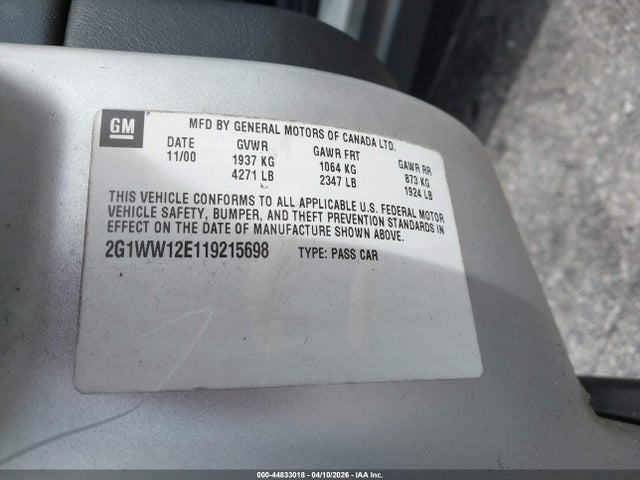 GM
MFD BY GENERAL MOTORS OF CANADA LTD.
DATE GVWR GAWR FRT GAWR RR
11/00 1937 KG 1064 KG 873 KG
4271 LB 2347 LB 1924 LB
THIS VEHICLE CONFORMS TO ALL APPLICABLE U.S. FEDERAL MOTOR
VEHICLE SAFETY, BUMPER, AND THEFT PREVENTION STANDARDS IN
EFFECT ON THE DATE OF MANUFACTURE SHOWN ABOVE.
2G1WW12E119215698 TYPE: PASS CAR
000-44833018 - 04/10/2026 - IAA Inc.